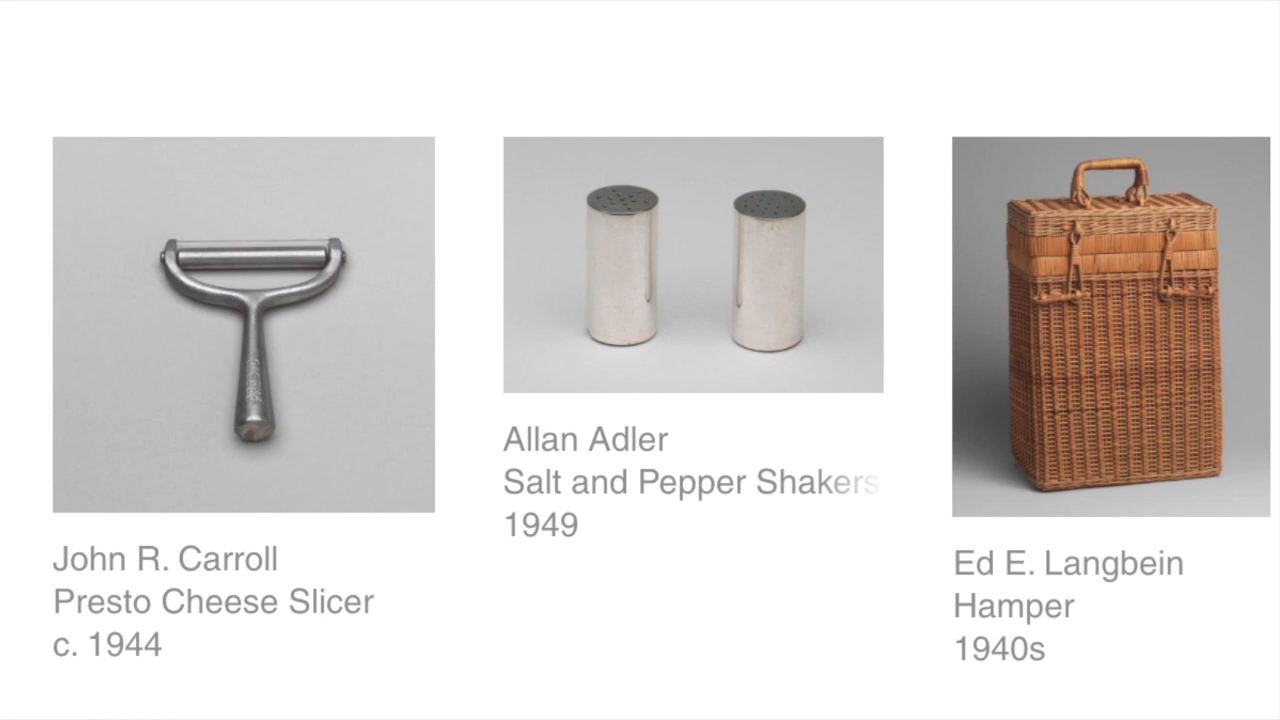 John R. Carroll
Presto Cheese Slicer
c. 1944
Allan Adler
Salt and Pepper Shakers
1949
Ed E. Langbein
Hamper
1940s